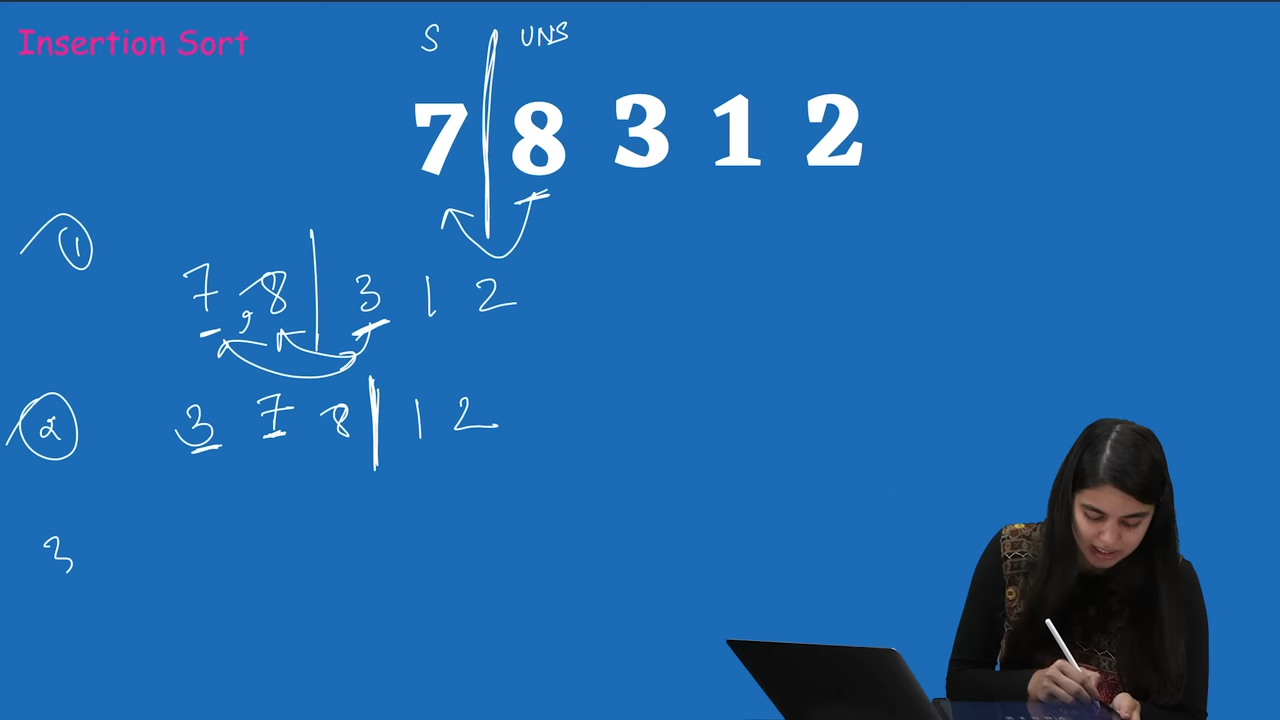 Insertion Sort
S UNS
7 8 3 1 2
1
7, 8 | 3 1 2
2 3 7 8 | 1 2
3